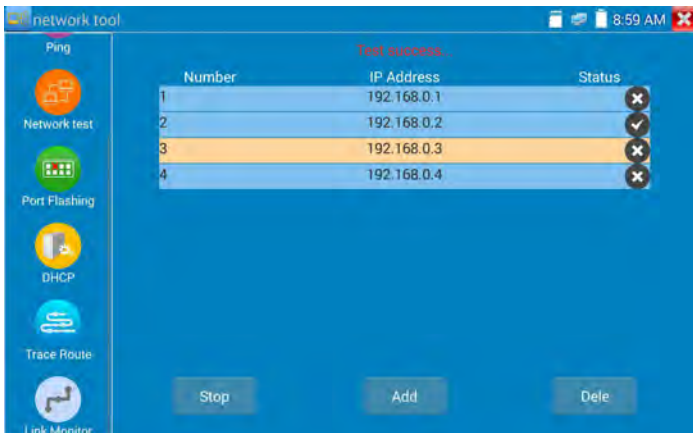 network tool 8:59 AM
Ping
Test success.
Number IP Address Status
1 192.168.0.1
2 192.168.0.2
3 192.168.0.3
4 192.168.0.4
Network test
Port Flashing
DHCP
Trace Route
Link Monitor
Stop Add Dele